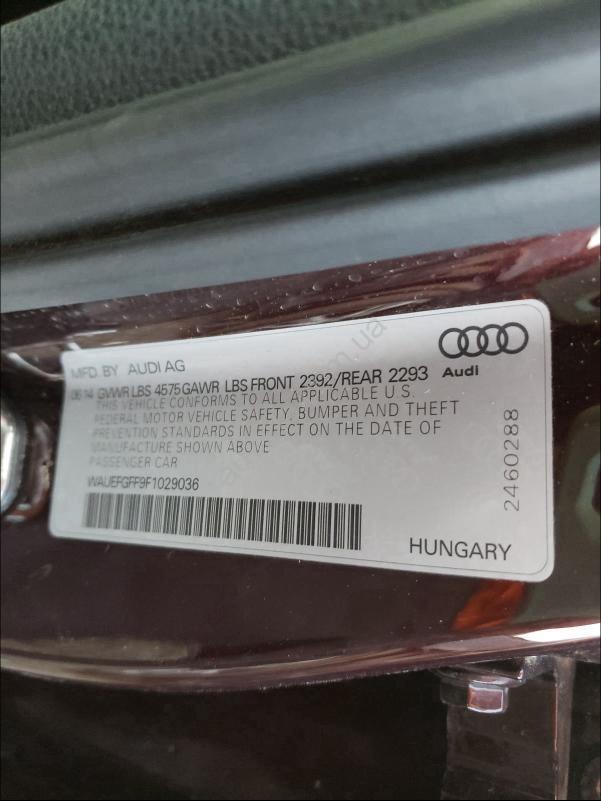 MFD. BY AUDI AG
06 14 GVWR LBS 4575 GAWR LBS FRONT 2392/REAR 2293
THIS VEHICLE CONFORMS TO ALL APPLICABLE U.S.
FEDERAL MOTOR VEHICLE SAFETY, BUMPER AND THEFT
PREVENTION STANDARDS IN EFFECT ON THE DATE OF
MANUFACTURE SHOWN ABOVE
PASSENGER CAR
WAUEFGFF9F1029036
HUNGARY
Audi
2460288